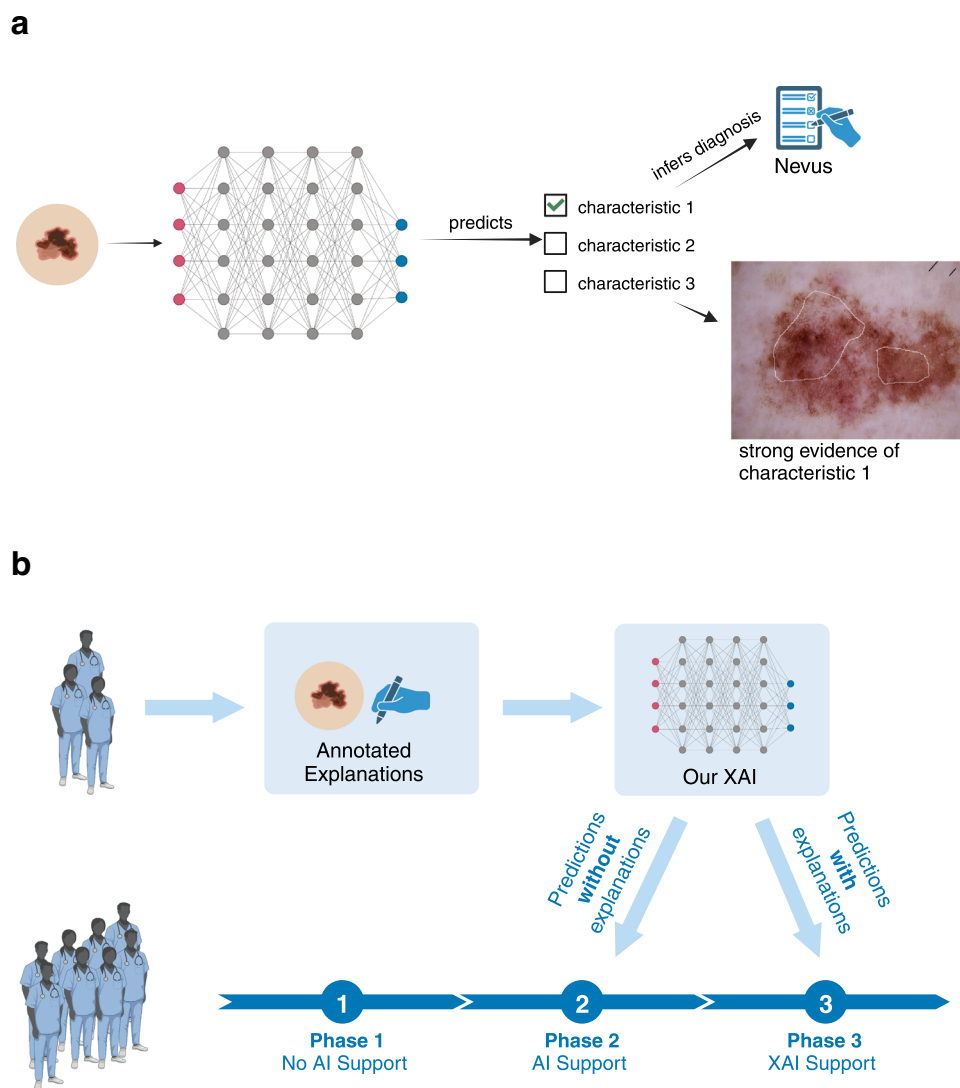 a
infers diagnosis
Nevus
predicts
characteristic 1
characteristic 2
characteristic 3
strong evidence of
characteristic 1
b
Annotated
Explanations
Our XAI
Predictions
without
explanations
Predictions
with
explanations
1
2
3
Phase 1
No AI Support
Phase 2
AI Support
Phase 3
XAI Support